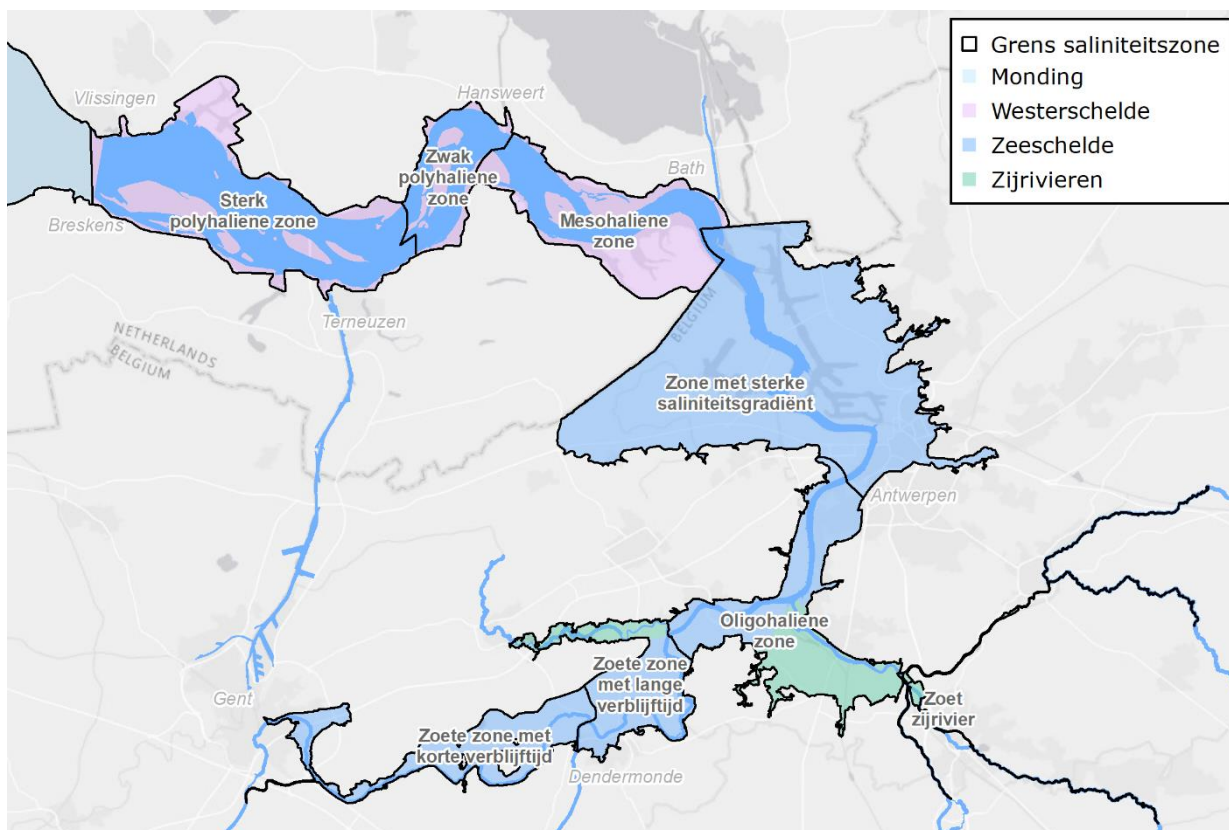 Grens saliniteitszone
Monding
Westerschelde
Zeeschelde
Zijrivieren
Vlissingen
Hansweert
Zwak
polyhaliene
zone
Bath
Sterk
polyhaliene zone
Mesohaliene
zone
Breskens
Terneuzen
NETHERLANDS
BELGIUM
BELGIUM
Zone met sterke
saliniteitsgradiënt
Antwerpen
Oligohaliene
zone
Zoete zone
met lange
verblijftijd
Gent
Zoet
zijrivier
Zoete zone met
korte verblijftijd
Dendermonde